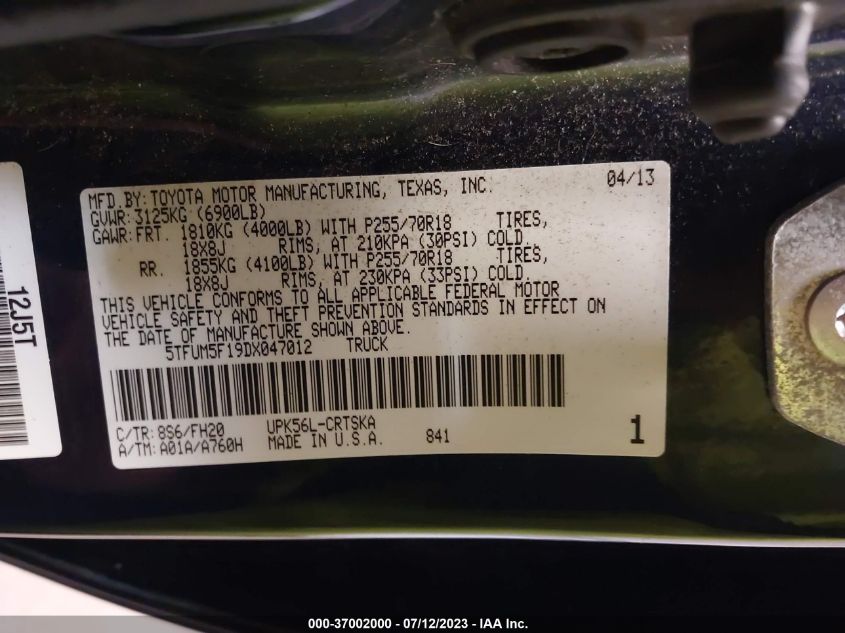 MFD.BY:TOYOTA MOTOR MANUFACTURING, TEXAS, INC. 04/13
GVWR:3125KG (6900LB)
GAWR:FRT. 1810KG (4000LB) WITH P255/70R18 TIRES,
18X8J RIMS, AT 210KPA (30PSI) COLD.
RR. 1855KG (4100LB) WITH P255/70R18 TIRES,
18X8J RIMS, AT 230KPA (33PSI) COLD.
THIS VEHICLE CONFORMS TO ALL APPLICABLE FEDERAL MOTOR
VEHICLE SAFETY AND THEFT PREVENTION STANDARDS IN EFFECT ON
THE DATE OF MANUFACTURE SHOWN ABOVE.
5TFUM5F19DX047012 TRUCK
C/TR:8S6/FH20 UPK56L-CRTSKA
A/TM:A01A/A760H MADE IN U.S.A. 841 1
12J5T
000-37002000 - 07/12/2023 - IAA Inc.